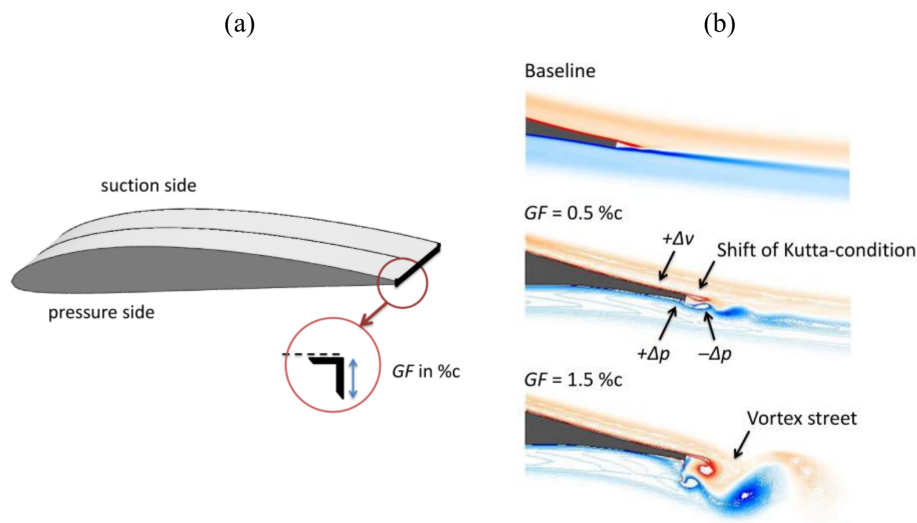 (a)
suction side
pressure side
GF in %c
(b)
Baseline
GF = 0.5 %c
+Δv
Shift of Kutta-condition
+Δp
−Δp
GF = 1.5 %c
Vortex street